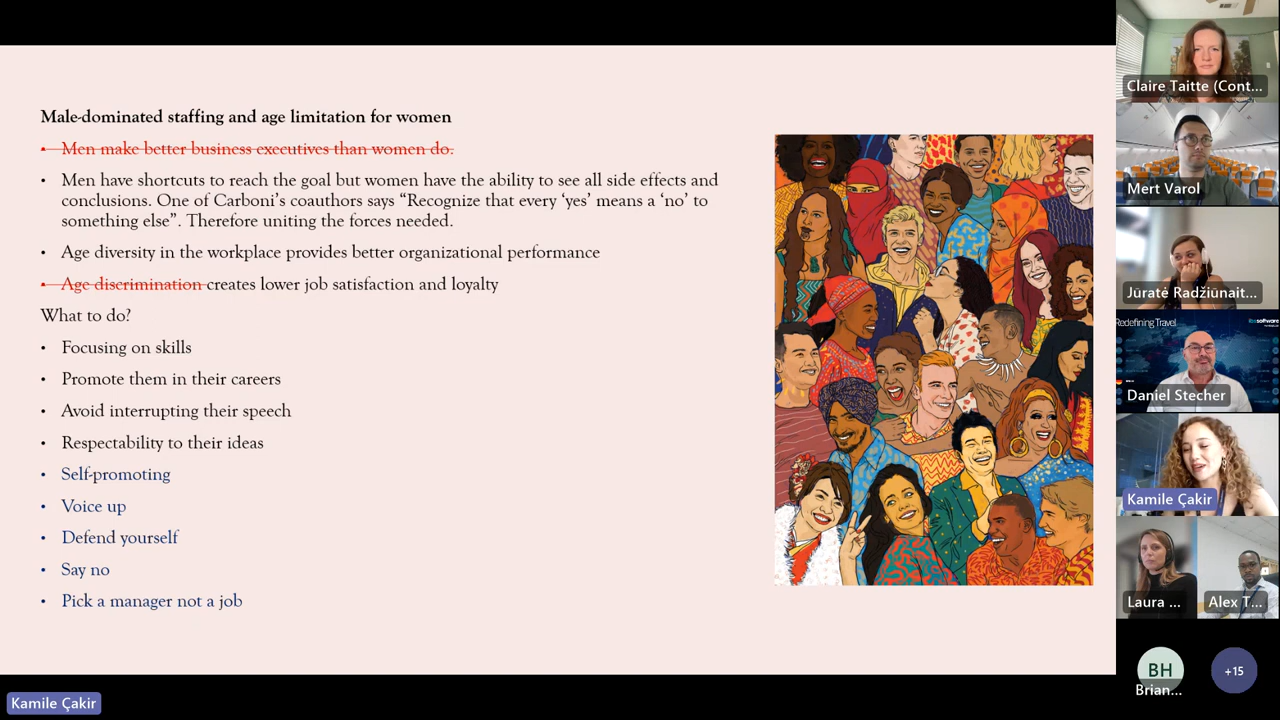 Male-dominated staffing and age limitation for women
• Men make better business executives than women do.
• Men have shortcuts to reach the goal but women have the ability to see all side effects and
conclusions. One of Carboni's coauthors says “Recognize that every ‘yes’ means a ‘no’ to
something else”. Therefore uniting the forces needed.
• Age diversity in the workplace provides better organizational performance
• Age discrimination creates lower job satisfaction and loyalty
What to do?
• Focusing on skills
• Promote them in their careers
• Avoid interrupting their speech
• Respectability to their ideas
• Self-promoting
• Voice up
• Defend yourself
• Say no
• Pick a manager not a job
Kamile Çakir
Claire Taitte (Cont...
Mert Varol
Jūratė Radžiūnait...
Redefining Travel
software
Daniel Stecher
Kamile Çakir
Laura ...
Alex T...
BH
Brian...
+15